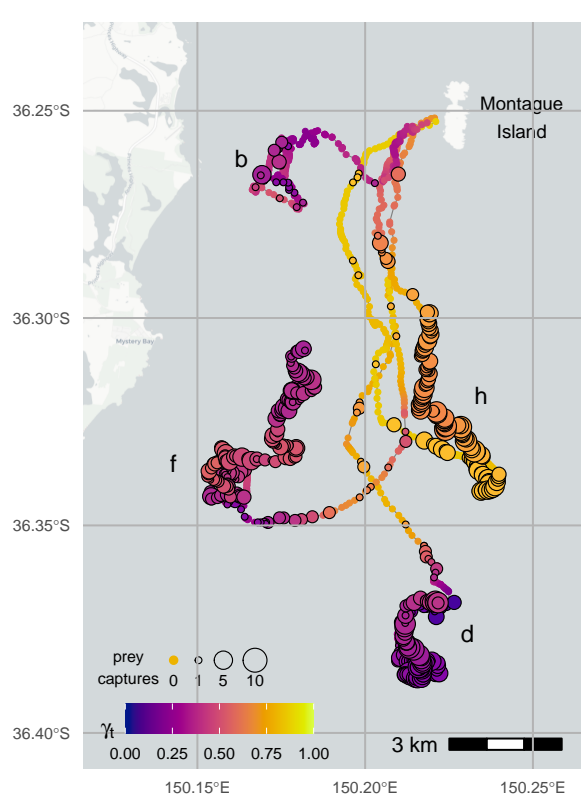 36.25°S
Montague
Island
b
36.30°S
Mystery Bay
h
f
36.35°S
d
prey
captures 0 1 5 10
γt
0.00 0.25 0.50 0.75 1.00
3 km
36.40°S
150.15°E 150.20°E 150.25°E